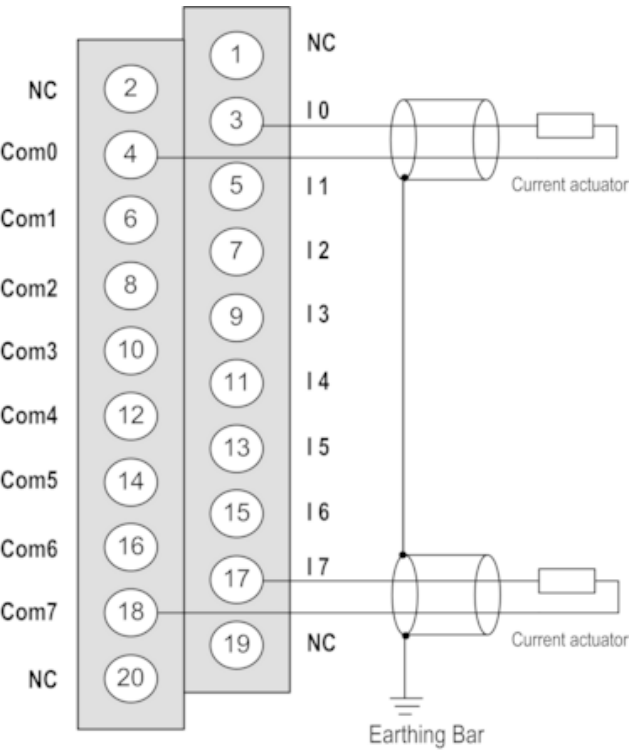 1 NC
NC 2
3 I 0
Com0 4
5 I 1
Current actuator
Com1 6
7 I 2
Com2 8
9 I 3
Com3 10
11 I 4
Com4 12
13 I 5
Com5 14
15 I 6
Com6 16
17 I 7
Com7 18
19 NC
Current actuator
NC 20
Earthing Bar